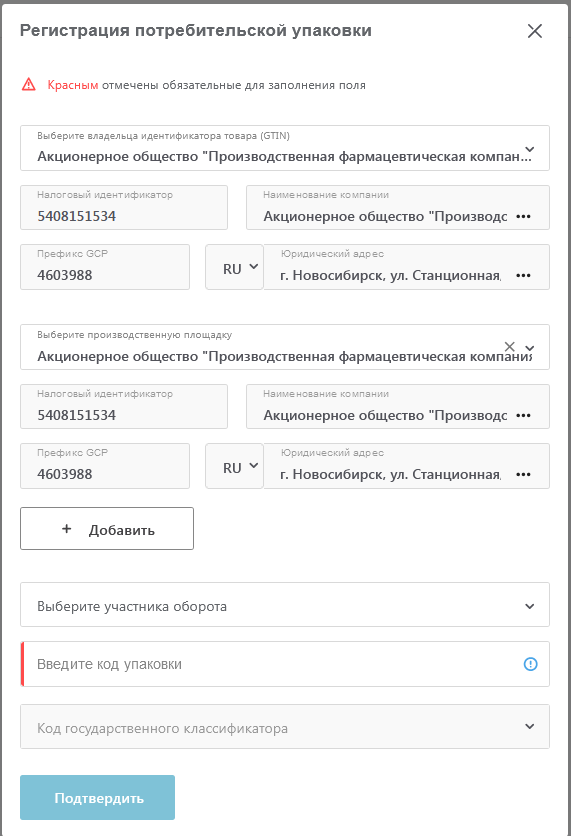 Регистрация потребительской упаковки
Красным отмечены обязательные для заполнения поля
Выберите владельца идентификатора товара (GTIN)
Акционерное общество "Производственная фармацевтическая компан...
Налоговый идентификатор
5408151534
Наименование компании
Акционерное общество "Производс •••
Префикс GCP
4603988
RU
Юридический адрес
г. Новосибирск, ул. Станционная, •••
Выберите производственную площадку
Акционерное общество "Производственная фармацевтическая компания
Налоговый идентификатор
5408151534
Наименование компании
Акционерное общество "Производс •••
Префикс GCP
4603988
RU
Юридический адрес
г. Новосибирск, ул. Станционная, •••
+ Добавить
Выберите участника оборота
Введите код упаковки
Код государственного классификатора
Подтвердить